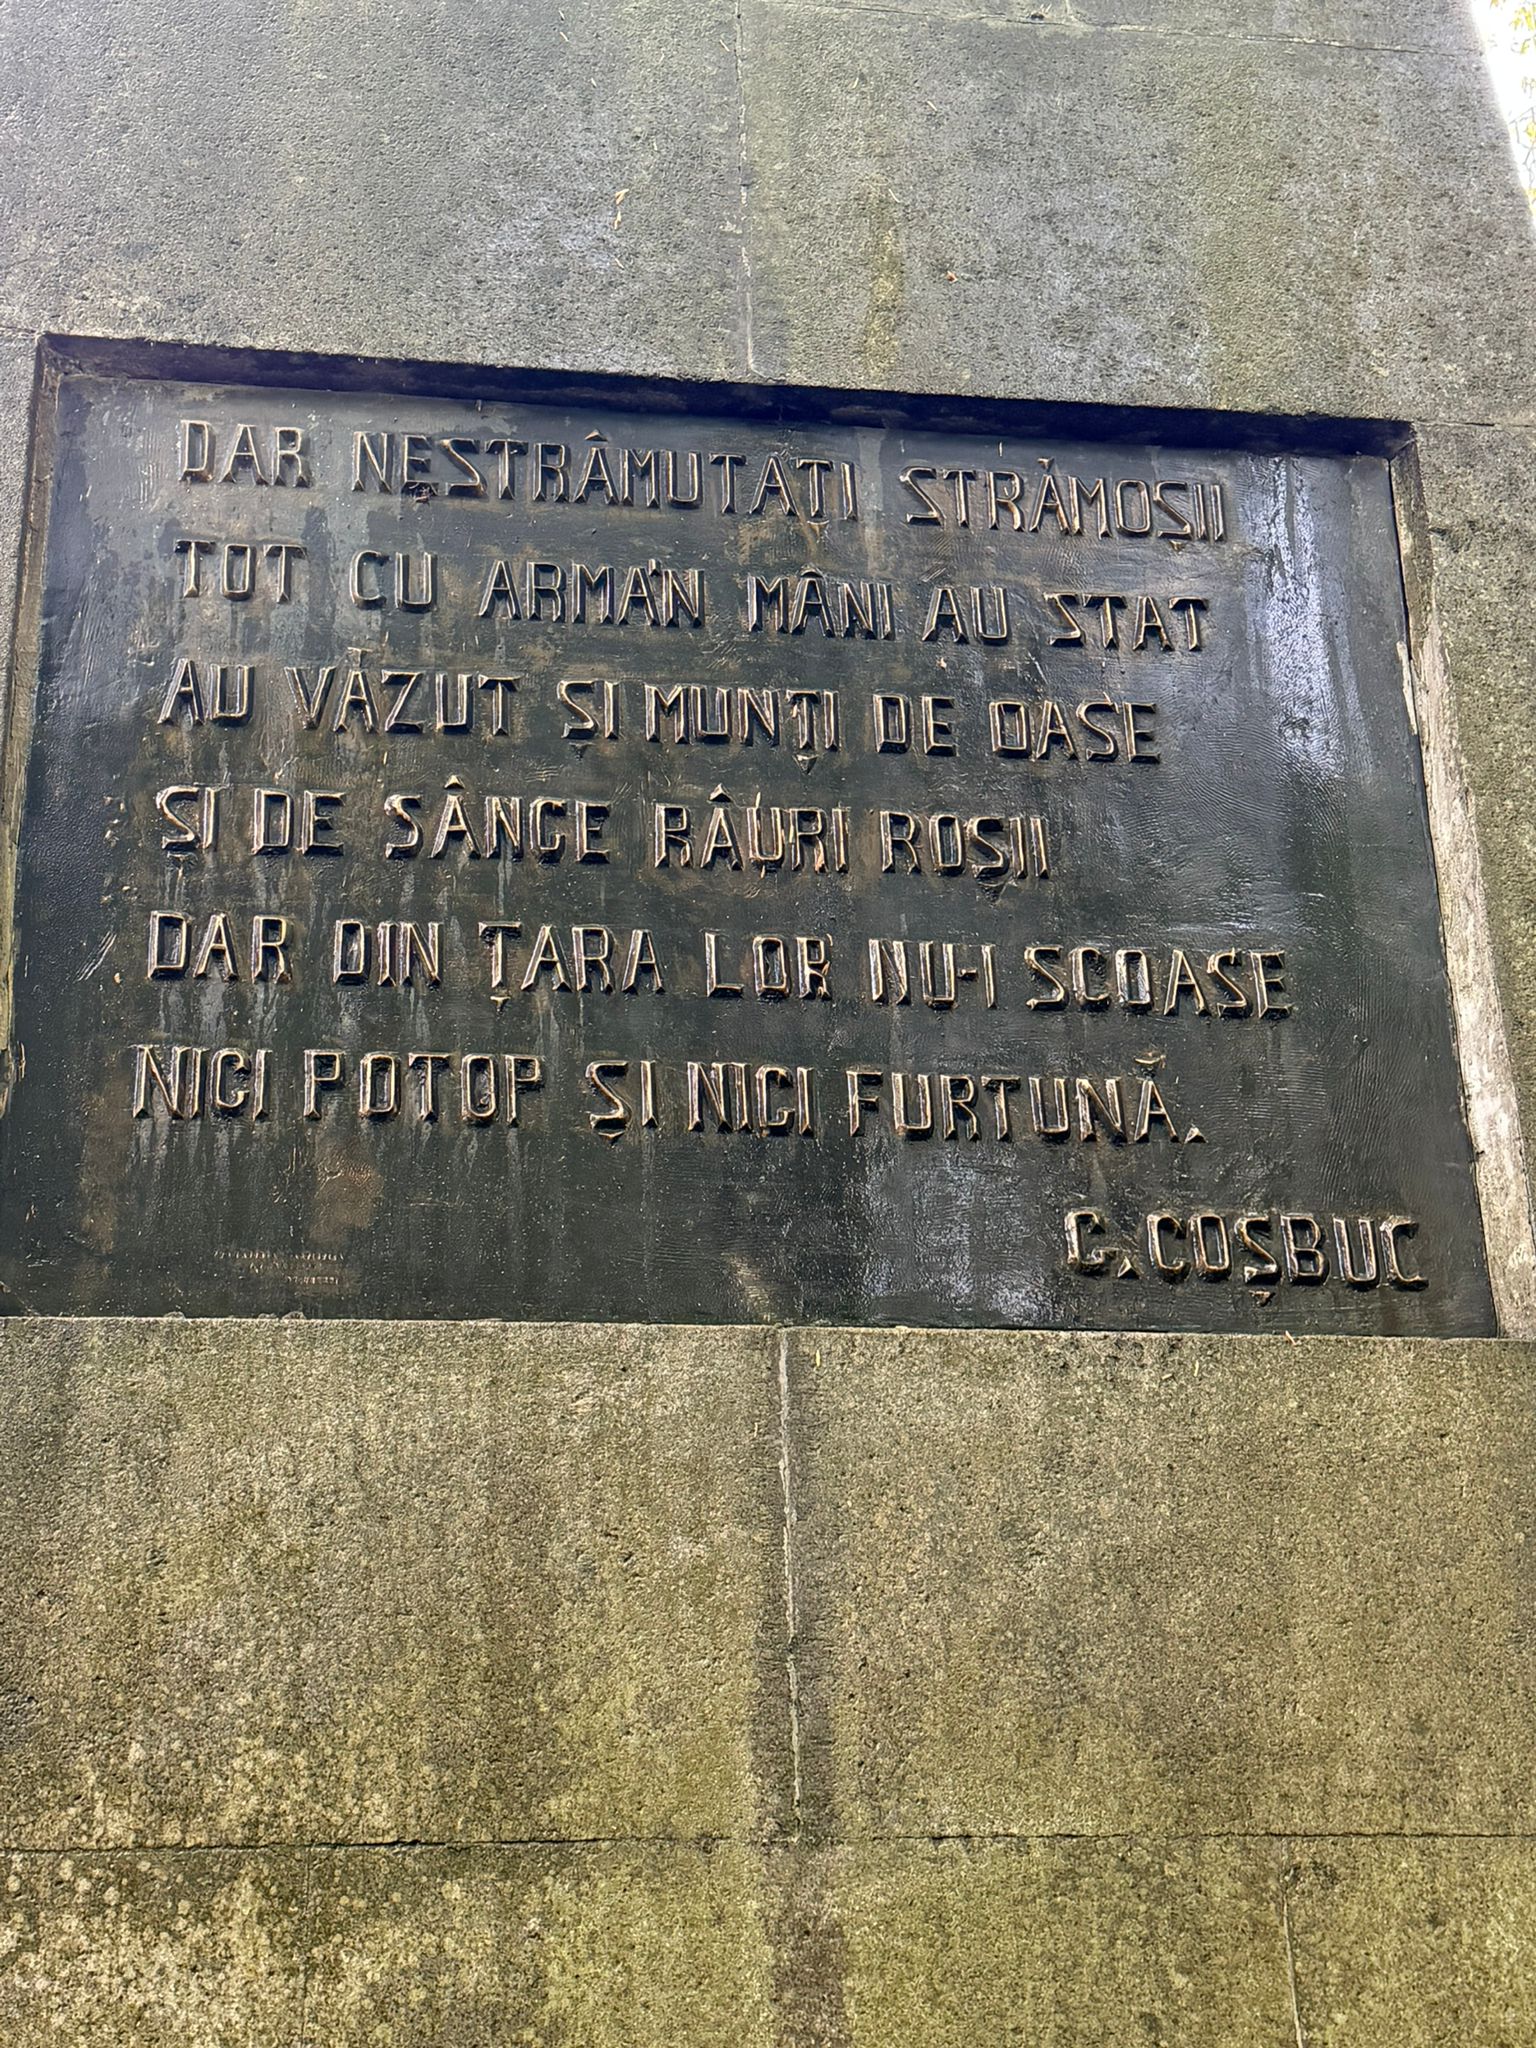 DAR NEȘTRÂMUTAȚI STRĂMOȘII
TOT CU ARMA'N MÂNI AU STAT
AU VĂZUT ȘI MUNȚI DE OASE
ȘI DE SÂNGE RÂURI ROȘII
DAR DIN ȚARA LOR NU-I SCOASE
NICI POTOP ȘI NICI FURTUNĂ.
G. COȘBUC